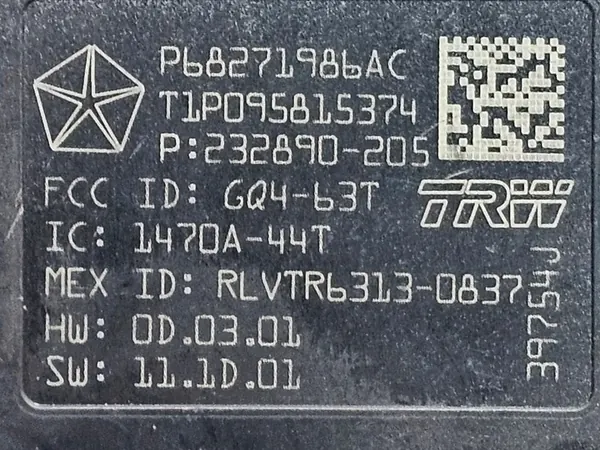 P68271986AC
T1P095815374
P:232890-205
FCC ID: GQ4-63T
TRW
IC: 1470A-44T
MEX ID: RLVTR6313-0837
HW: 0D.03.01
SW: 11.1D.01
39754J